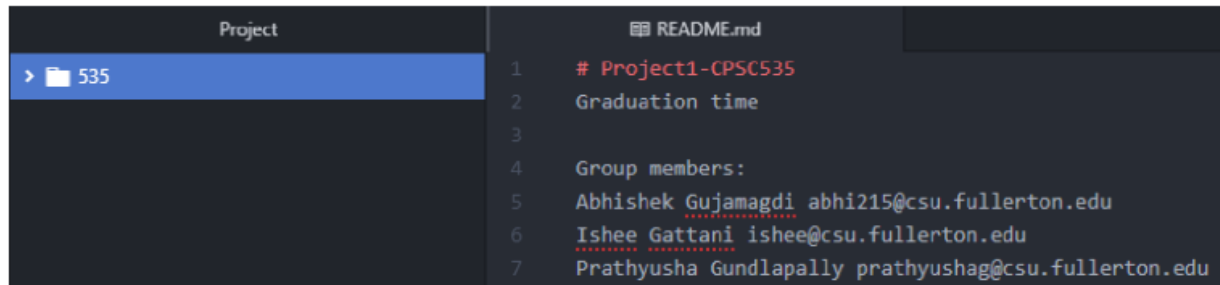 Project
535
README.md
1 # Project1-CPSC535
2 Graduation time
3
4 Group members:
5 Abhishek Gujamagdi abhi215@csu.fullerton.edu
6 Ishee Gattani ishee@csu.fullerton.edu
7 Prathyusha Gundlapally prathyushag@csu.fullerton.edu